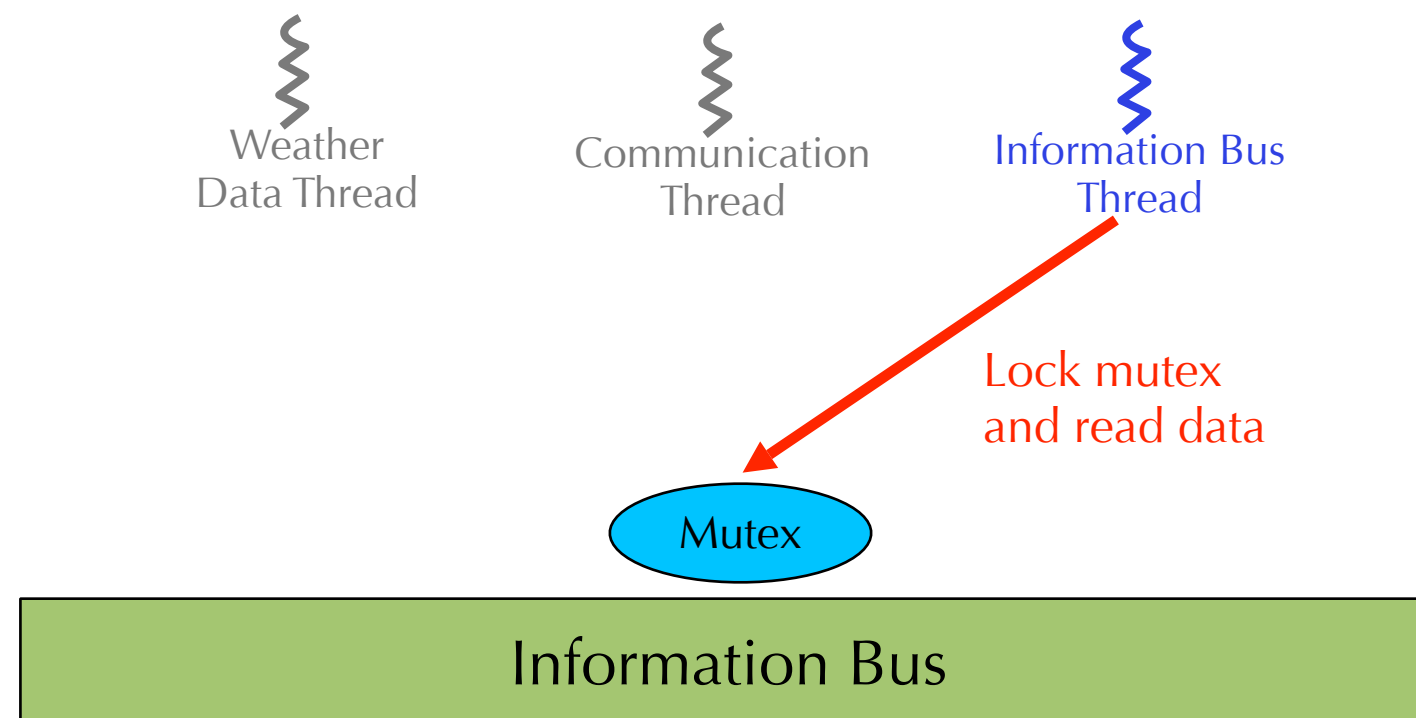 Weather
Data Thread
Communication
Thread
Information Bus
Thread
Lock mutex
and read data
Mutex
Information Bus